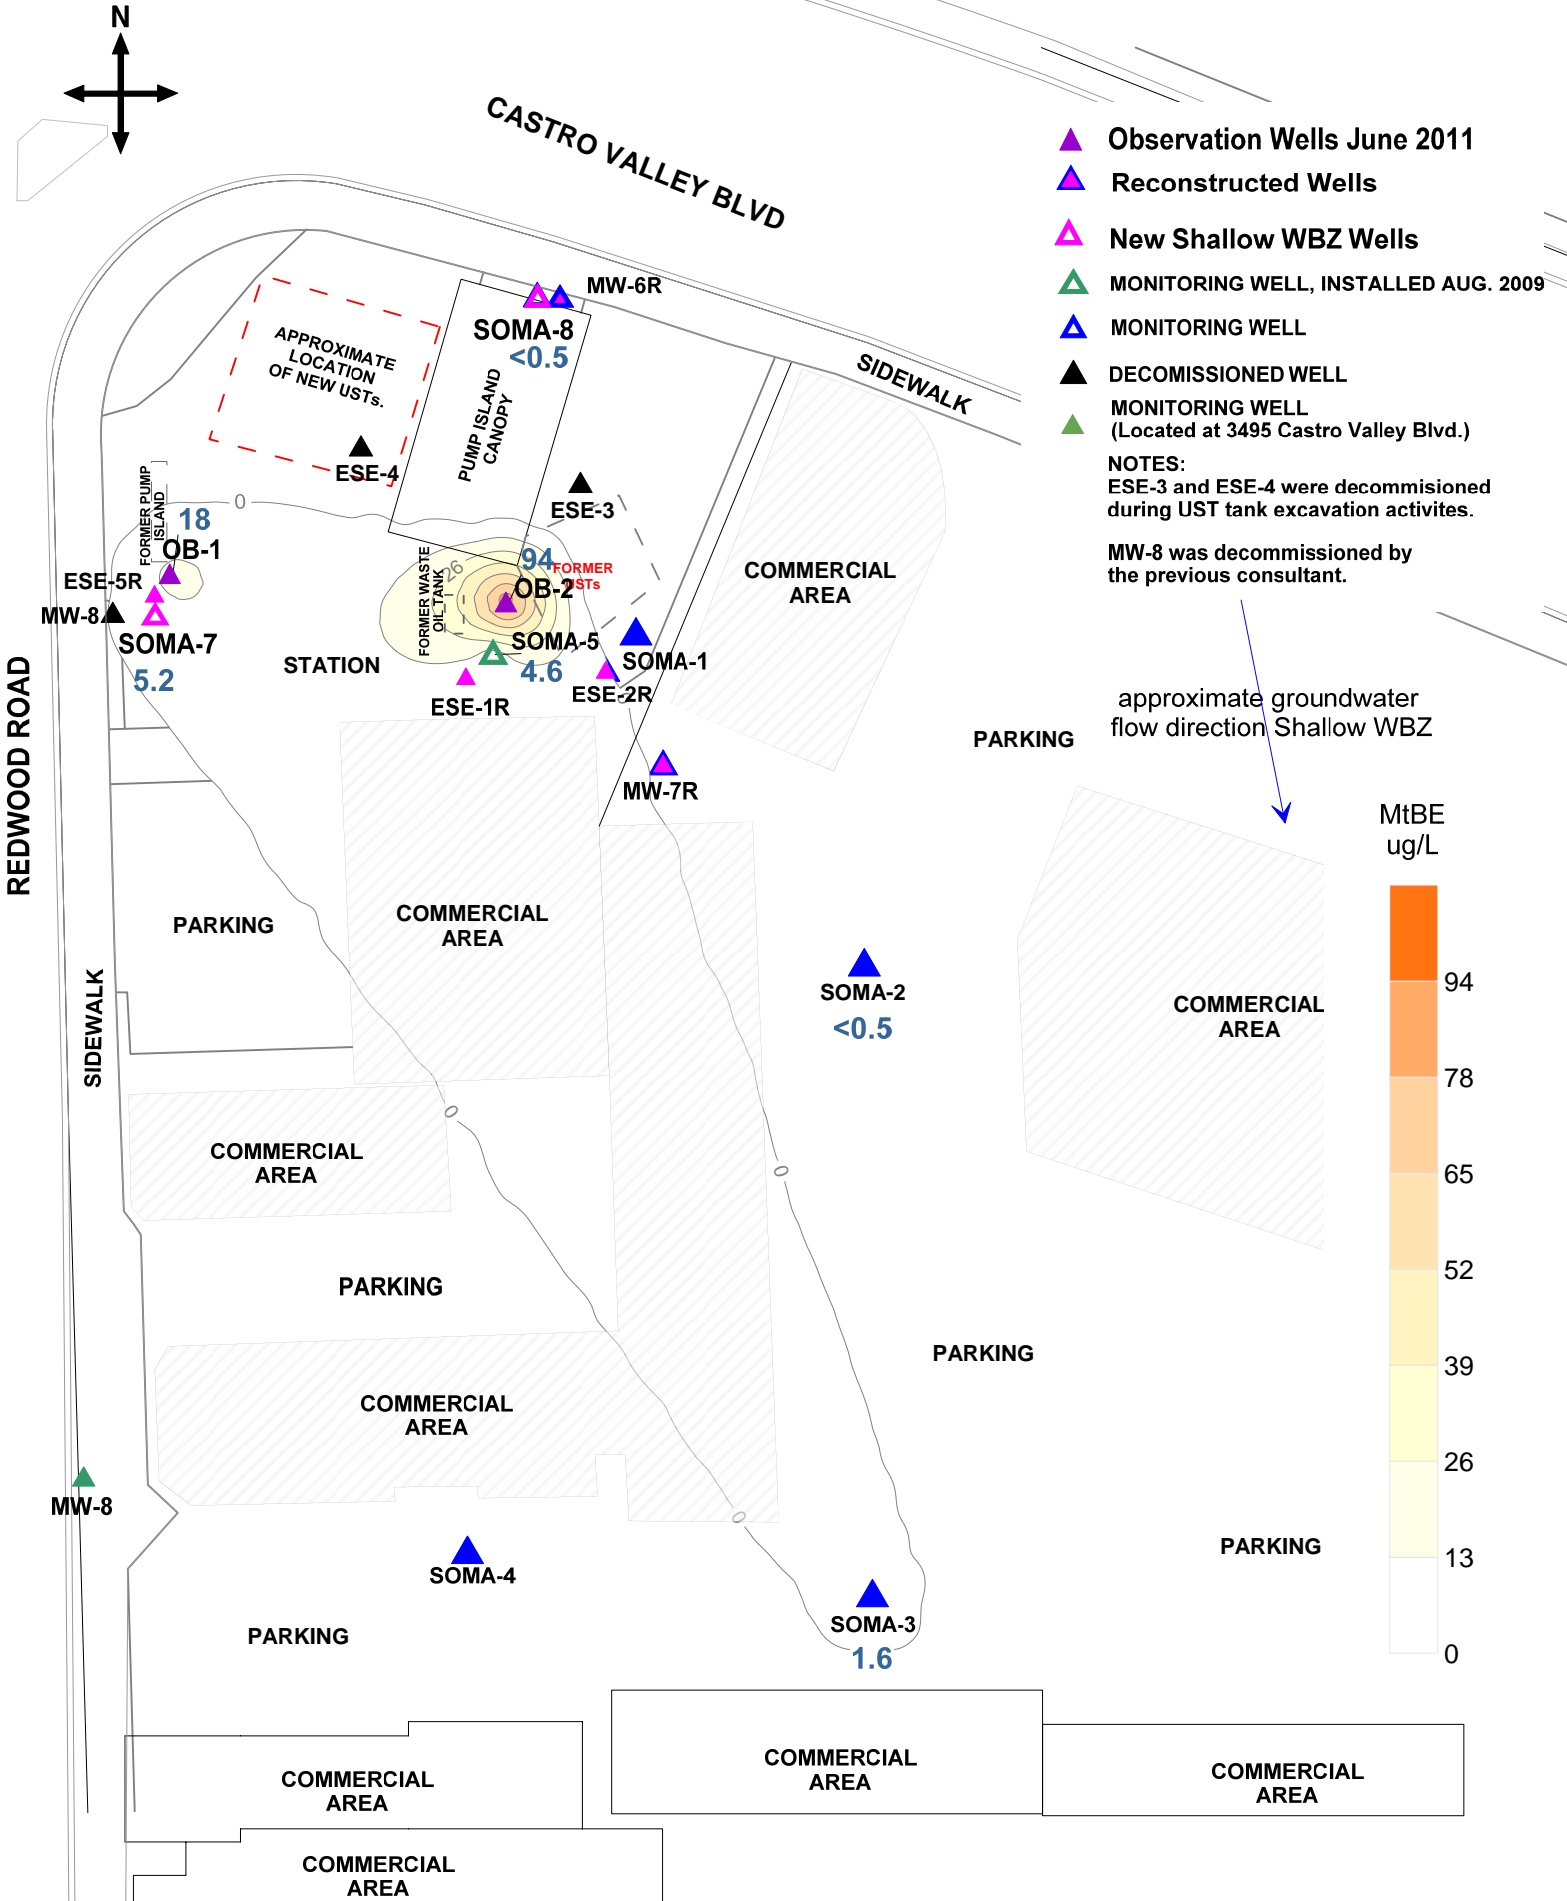 N
CASTRO VALLEY BLVD
Observation Wells June 2011
Reconstructed Wells
New Shallow WBZ Wells
MONITORING WELL, INSTALLED AUG. 2009
MONITORING WELL
DECOMISSIONED WELL
MONITORING WELL
(Located at 3495 Castro Valley Blvd.)
NOTES:
ESE-3 and ESE-4 were decommisioned
during UST tank excavation activites.
MW-8 was decommissioned by
the previous consultant.
approximate groundwater
flow direction Shallow WBZ
MW-6R
SOMA-8
<0.5
APPROXIMATE
LOCATION
OF NEW USTs.
PUMP ISLAND
CANOPY
SIDEWALK
ESE-4
ESE-3
FORMER PUMP
ISLAND
0
18
OB-1
ESE-5R
MW-8
SOMA-7
5.2
FORMER WASTE
OIL TANK
26
94
FORMER
USTs
OB-2
SOMA-5
4.6
STATION
ESE-1R
SOMA-1
ESE-2R
0
COMMERCIAL
AREA
PARKING
MW-7R
REDWOOD ROAD
SIDEWALK
PARKING
COMMERCIAL
AREA
SOMA-2
<0.5
COMMERCIAL
AREA
MtBE
ug/L
94
78
65
52
39
26
13
0
0
COMMERCIAL
AREA
0
PARKING
PARKING
COMMERCIAL
AREA
MW-8
0
PARKING
SOMA-4
SOMA-3
1.6
PARKING
COMMERCIAL
AREA
COMMERCIAL
AREA
COMMERCIAL
AREA
COMMERCIAL
AREA